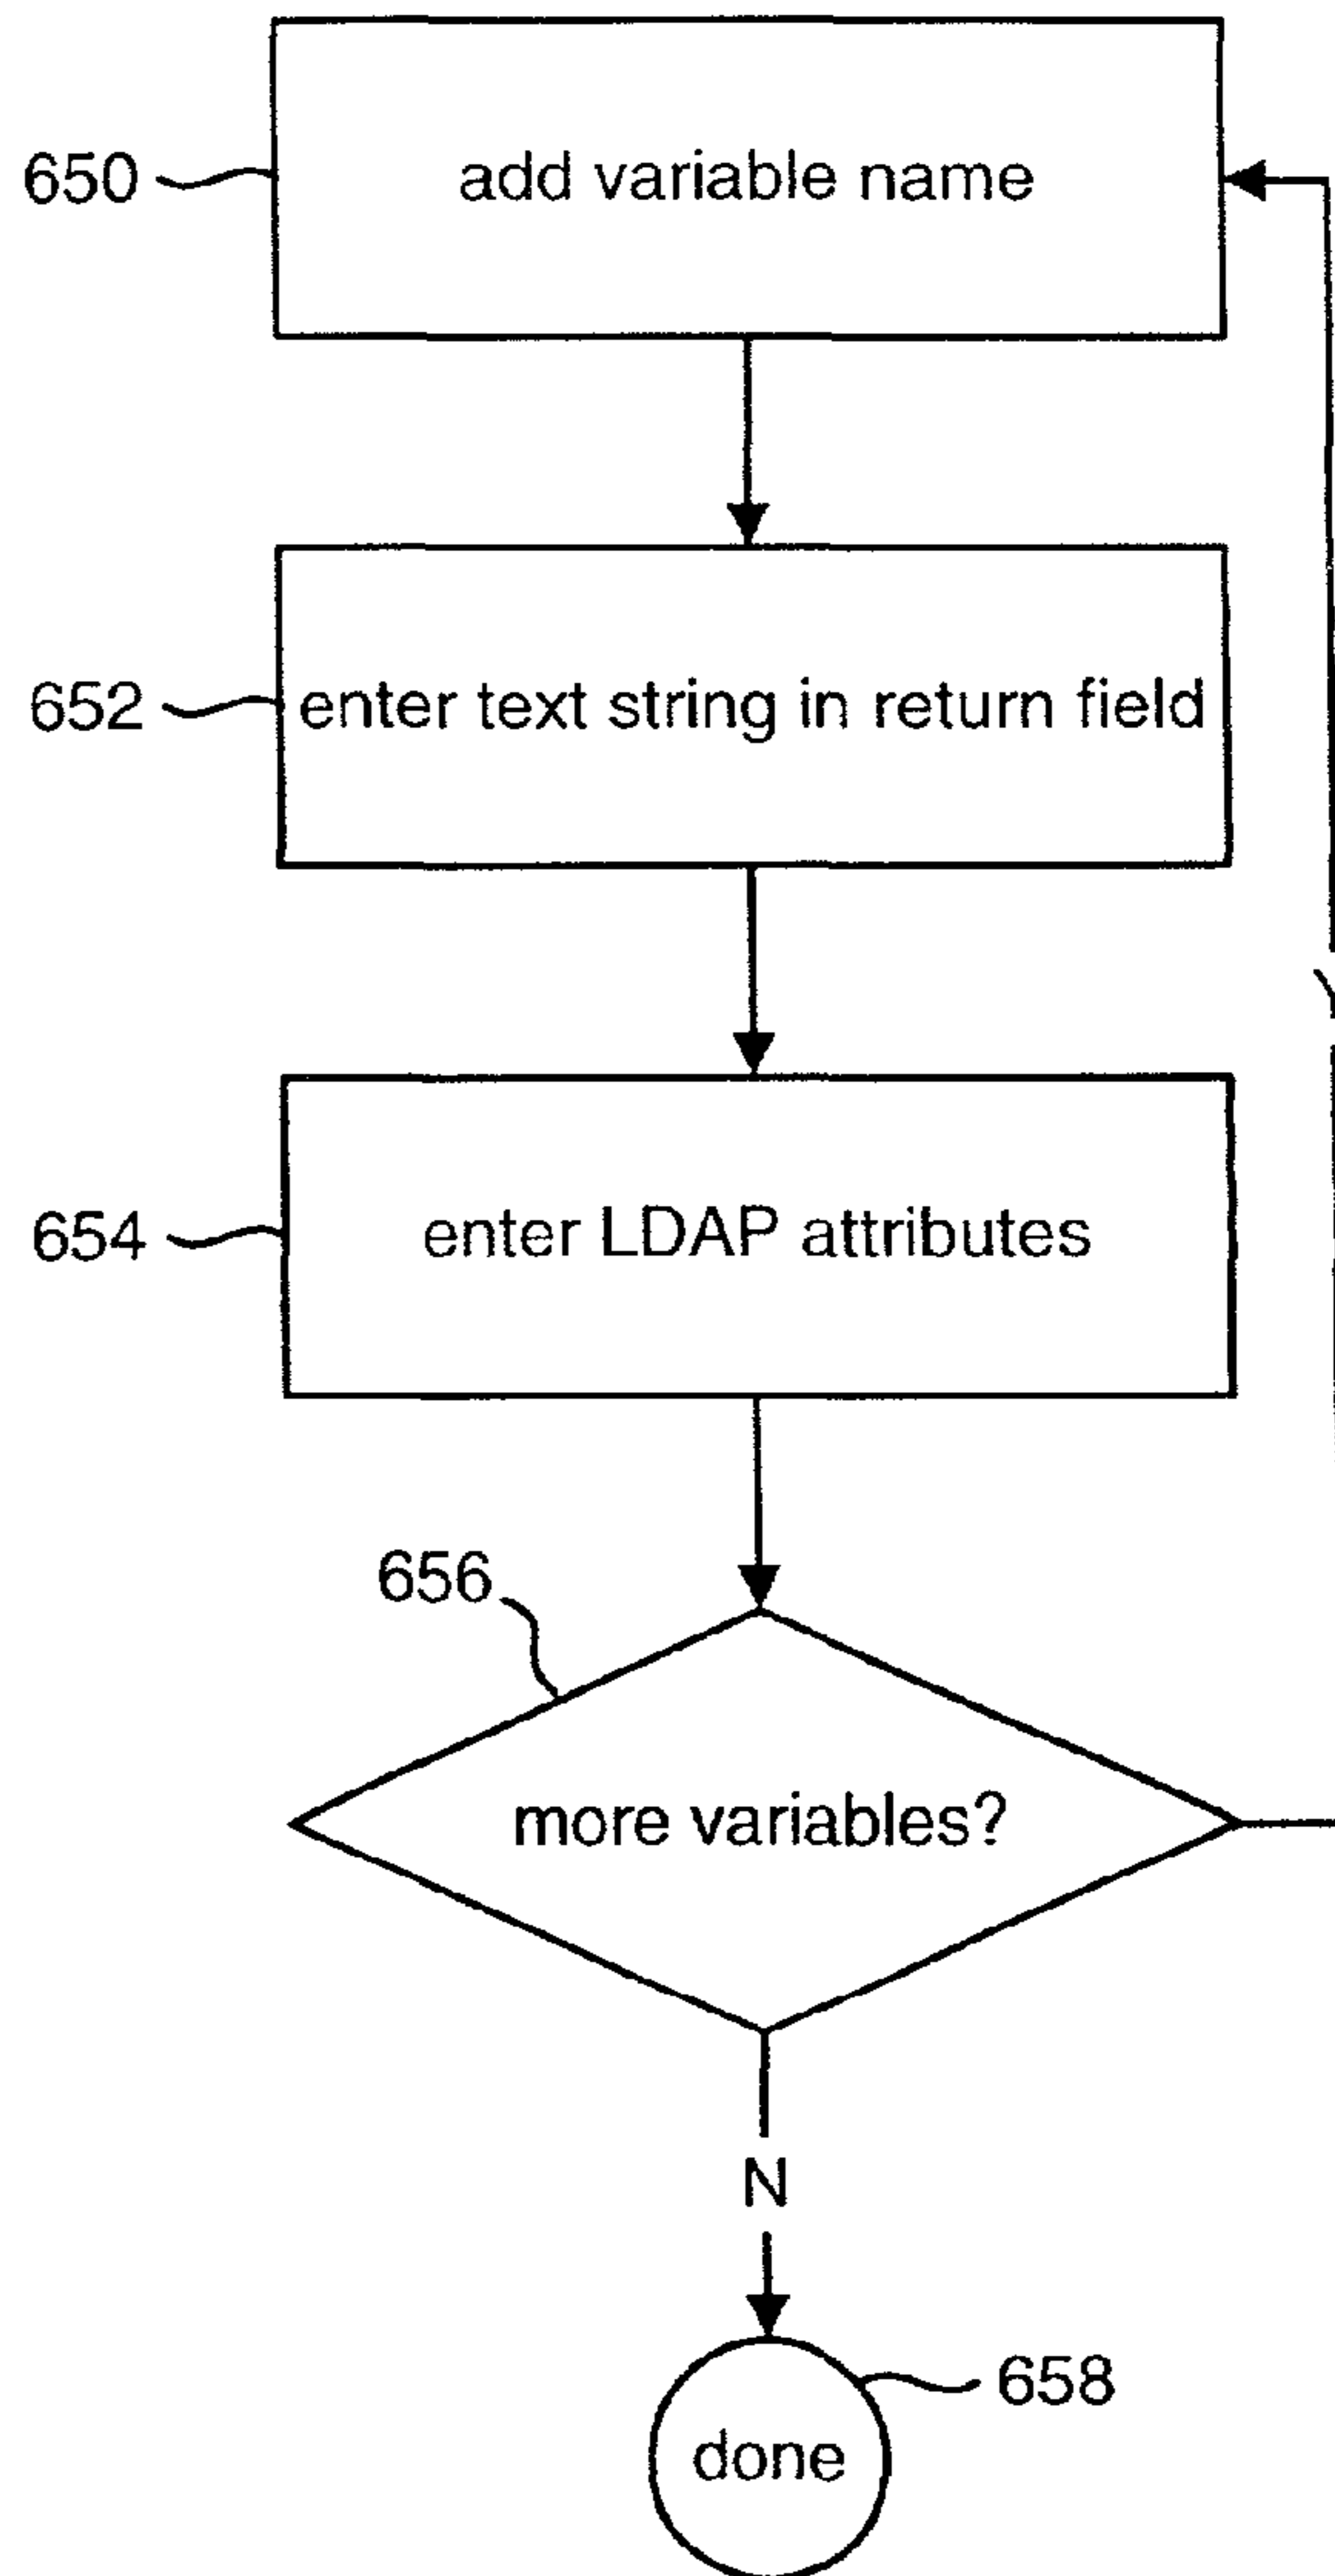 650
add variable name
652
enter text string in return field
654
enter LDAP attributes
656
more variables?
N
658
done